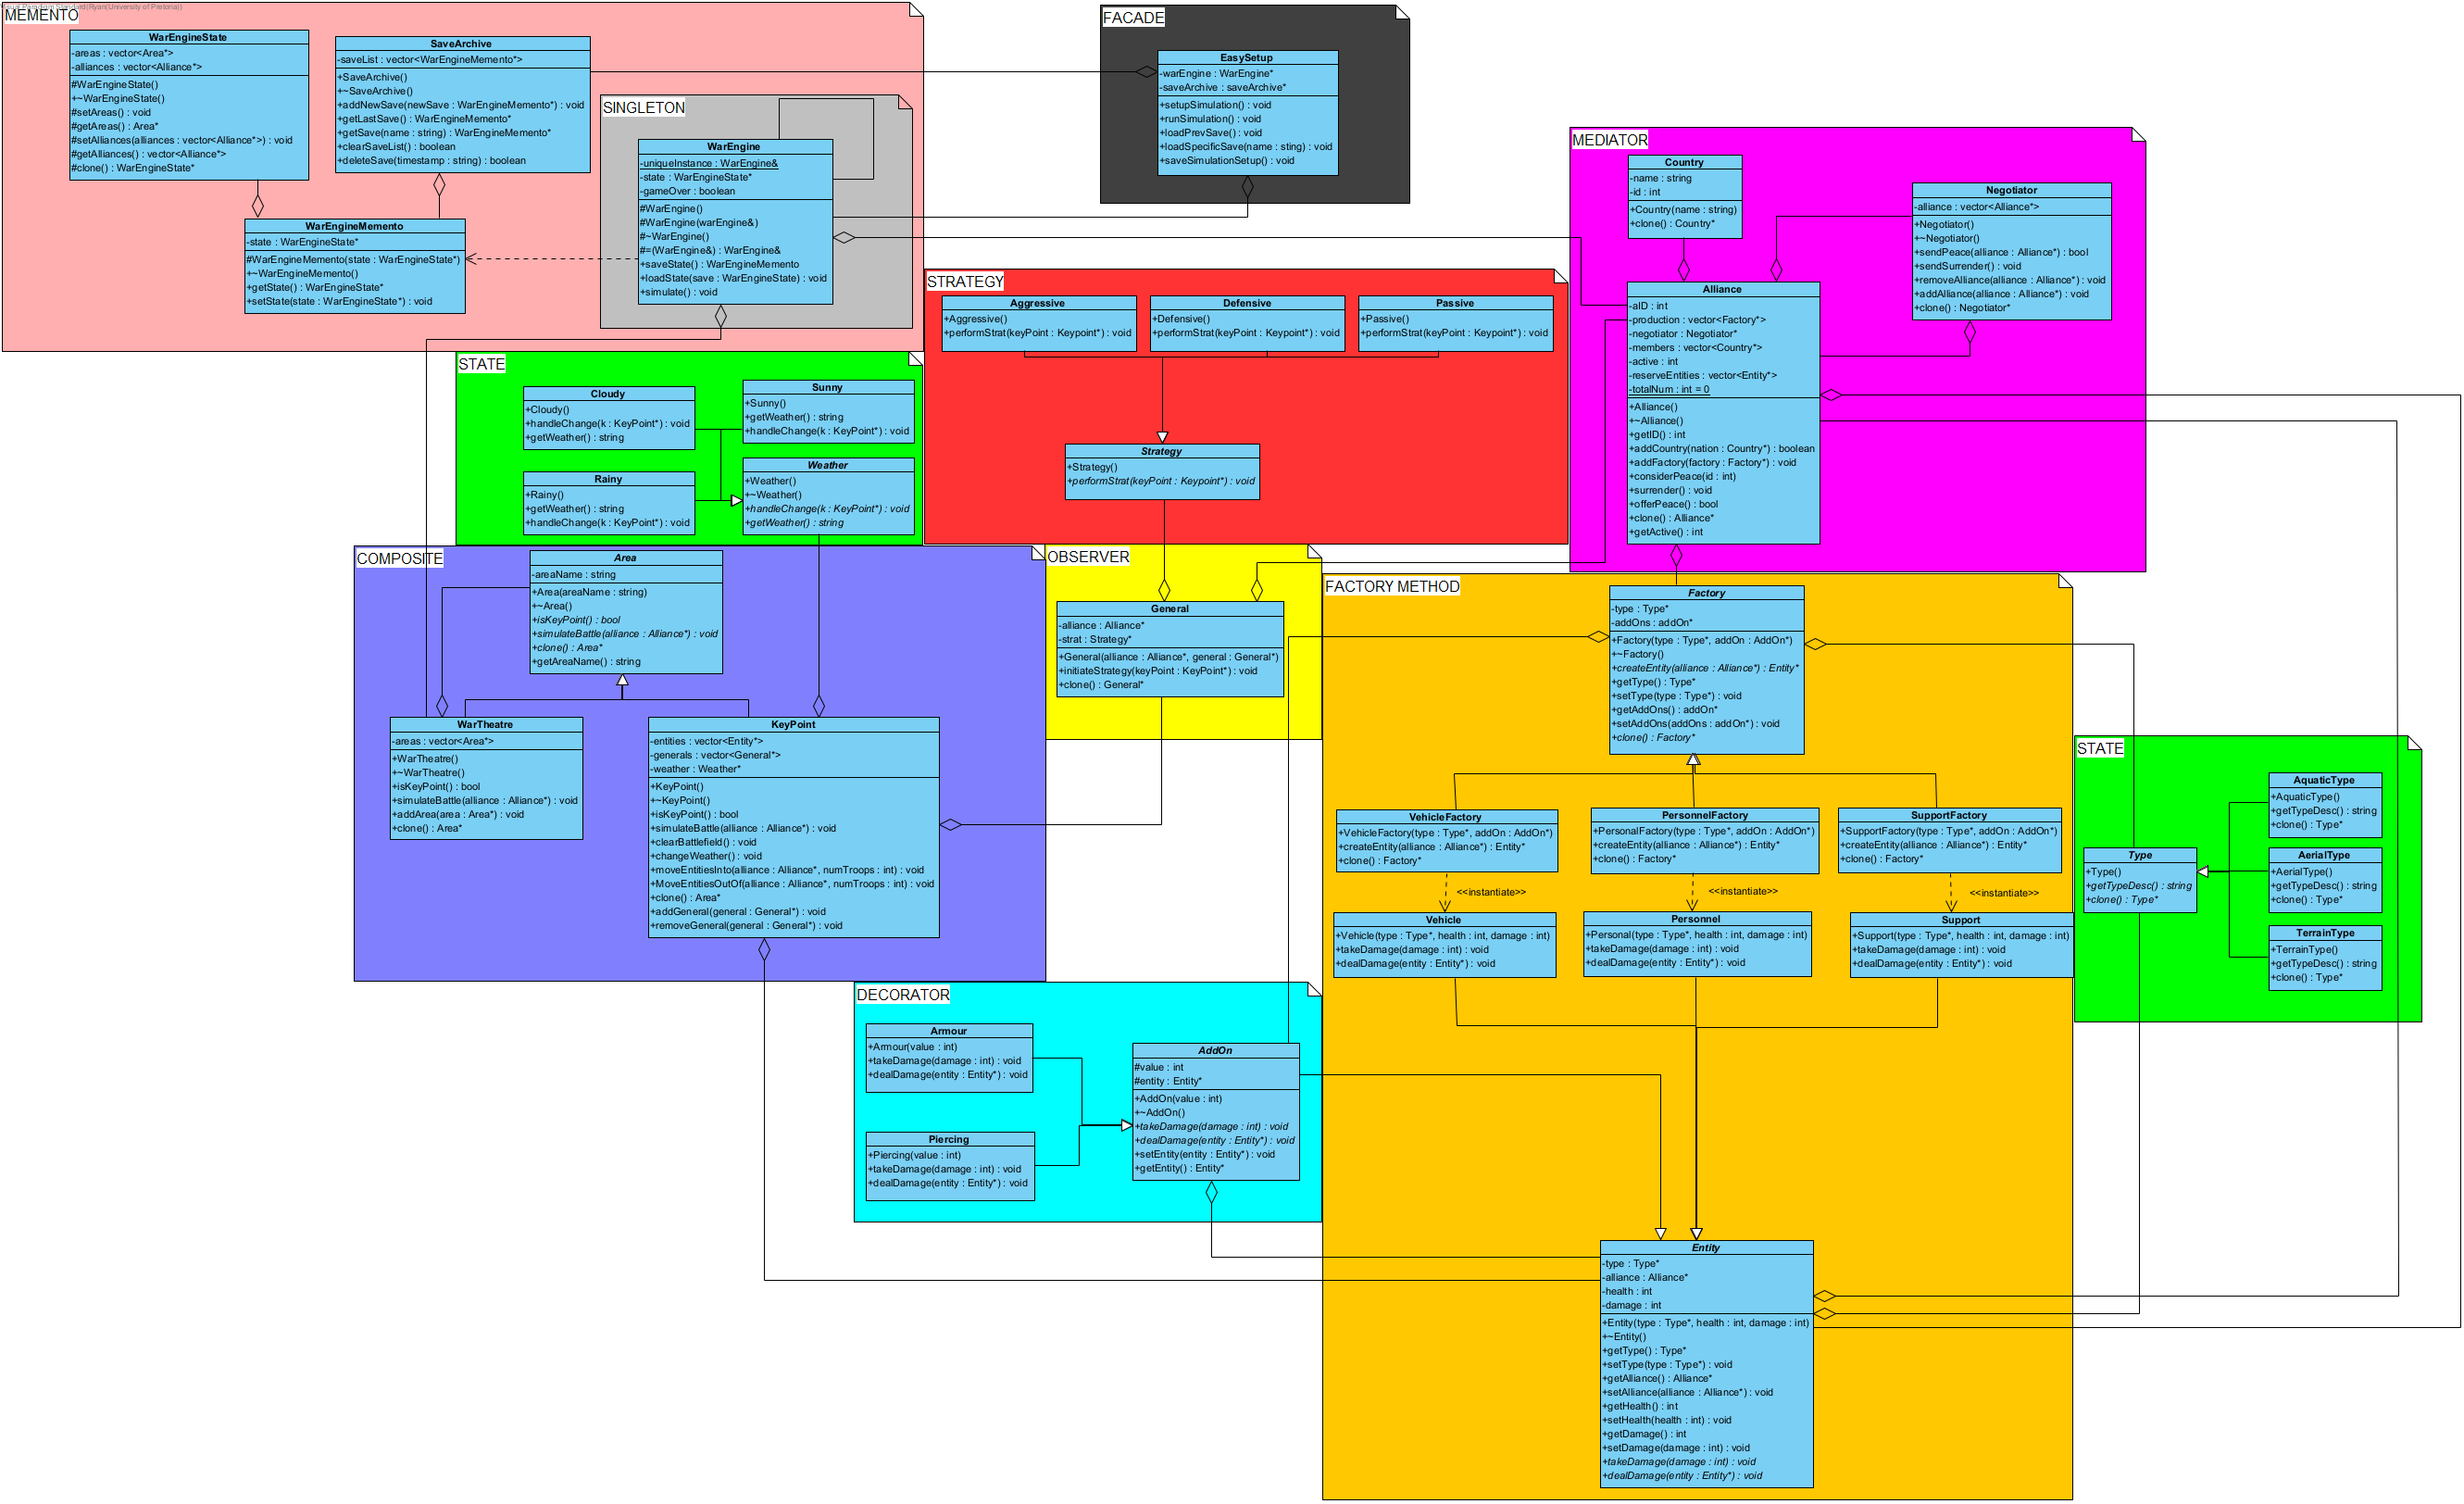 Visual Paradigm Standard(Ryan(University of Pretoria))
MEMENTO
WarEngineState
-areas : vector<Area*>
-alliances : vector<Alliance*>
#WarEngineState()
+~WarEngineState()
#setAreas() : void
#getAreas() : Area*
#setAlliances(alliances : vector<Alliance*>) : void
#getAlliances() : vector<Alliance*>
#clone() : WarEngineState*
SaveArchive
-saveList : vector<WarEngineMemento*>
+SaveArchive()
+~SaveArchive()
+addNewSave(newSave : WarEngineMemento*) : void
+getLastSave() : WarEngineMemento*
+getSave(name : string) : WarEngineMemento*
+clearSaveList() : boolean
+deleteSave(timestamp : string) : boolean
WarEngineMemento
-state : WarEngineState*
#WarEngineMemento(state : WarEngineState*)
+~WarEngineMemento()
+getState() : WarEngineState*
+setState(state : WarEngineState*) : void
SINGLETON
WarEngine
-uniqueInstance : WarEngine&
-state : WarEngineState*
-gameOver : boolean
#WarEngine()
#WarEngine(warEngine&)
#~WarEngine()
#=(WarEngine&) : WarEngine&
+saveState() : WarEngineMemento
+loadState(save : WarEngineState) : void
+simulate() : void
FACADE
EasySetup
-warEngine : WarEngine*
-saveArchive : saveArchive*
+setupSimulation() : void
+runSimulation() : void
+loadPrevSave() : void
+loadSpecificSave(name : sting) : void
+saveSimulationSetup() : void
MEDIATOR
Country
-name : string
-id : int
+Country(name : string)
+clone() : Country*
Negotiator
-alliance : vector<Alliance*>
+Negotiator()
+~Negotiator()
+sendPeace(alliance : Alliance*) : bool
+sendSurrender() : void
+removeAlliance(alliance : Alliance*) : void
+addAlliance(alliance : Alliance*) : void
+clone() : Negotiator*
Alliance
-aID : int
-production : vector<Factory*>
-negotiator : Negotiator*
-members : vector<Country*>
-active : int
-reserveEntities : vector<Entity*>
-totalNum : int = 0
+Alliance()
+~Alliance()
+getID() : int
+addCountry(nation : Country*) : boolean
+addFactory(factory : Factory*) : void
+considerPeace(id : int)
+surrender() : void
+offerPeace() : bool
+clone() : Alliance*
+getActive() : int
STRATEGY
Aggressive
+Aggressive()
+performStrat(keyPoint : Keypoint*) : void
Defensive
+Defensive()
+performStrat(keyPoint : Keypoint*) : void
Passive
+Passive()
+performStrat(keyPoint : Keypoint*) : void
Strategy
+Strategy()
+performStrat(keyPoint : Keypoint*) : void
STATE
Cloudy
+Cloudy()
+handleChange(k : KeyPoint*) : void
+getWeather() : string
Sunny
+Sunny()
+getWeather() : string
+handleChange(k : KeyPoint*) : void
Rainy
+Rainy()
+getWeather() : string
+handleChange(k : KeyPoint*) : void
Weather
+Weather()
+~Weather()
+handleChange(k : KeyPoint*) : void
+getWeather() : string
COMPOSITE
Area
-areaName : string
+Area(areaName : string)
+~Area()
+isKeyPoint() : bool
+simulateBattle(alliance : Alliance*) : void
+clone() : Area*
+getAreaName() : string
WarTheatre
-areas : vector<Area*>
+WarTheatre()
+~WarTheatre()
+isKeyPoint() : bool
+simulateBattle(alliance : Alliance*) : void
+addArea(area : Area*) : void
+clone() : Area*
KeyPoint
-entities : vector<Entity*>
-generals : vector<General*>
-weather : Weather*
+KeyPoint()
+~KeyPoint()
+isKeyPoint() : bool
+simulateBattle(alliance : Alliance*) : void
+clearBattlefield() : void
+changeWeather() : void
+moveEntitiesInto(alliance : Alliance*, numTroops : int) : void
+MoveEntitiesOutOf(alliance : Alliance*, numTroops : int) : void
+clone() : Area*
+addGeneral(general : General*) : void
+removeGeneral(general : General*) : void
OBSERVER
General
-alliance : Alliance*
-strat : Strategy*
+General(alliance : Alliance*, general : General*)
+initiateStrategy(keyPoint : KeyPoint*) : void
+clone() : General*
FACTORY METHOD
Factory
-type : Type*
-addOns : addOn*
+Factory(type : Type*, addOn : AddOn*)
+~Factory()
+createEntity(alliance : Alliance*) : Entity*
+getType() : Type*
+setType(type : Type*) : void
+getAddOns() : addOn*
+setAddOns(addOns : addOn*) : void
+clone() : Factory*
VehicleFactory
+VehicleFactory(type : Type*, addOn : AddOn*)
+createEntity(alliance : Alliance*) : Entity*
+clone() : Factory*
PersonnelFactory
+PersonalFactory(type : Type*, addOn : AddOn*)
+createEntity(alliance : Alliance*) : Entity*
+clone() : Factory*
SupportFactory
+SupportFactory(type : Type*, addOn : AddOn*)
+createEntity(alliance : Alliance*) : Entity*
+clone() : Factory*
<<instantiate>>
<<instantiate>>
<<instantiate>>
Vehicle
+Vehicle(type : Type*, health : int, damage : int)
+takeDamage(damage : int) : void
+dealDamage(entity : Entity*) : void
Personnel
+Personal(type : Type*, health : int, damage : int)
+takeDamage(damage : int) : void
+dealDamage(entity : Entity*) : void
Support
+Support(type : Type*, health : int, damage : int)
+takeDamage(damage : int) : void
+dealDamage(entity : Entity*) : void
STATE
AquaticType
+AquaticType()
+getTypeDesc() : string
+clone() : Type*
Type
+Type()
+getTypeDesc() : string
+clone() : Type*
AerialType
+AerialType()
+getTypeDesc() : string
+clone() : Type*
TerrainType
+TerrainType()
+getTypeDesc() : string
+clone() : Type*
DECORATOR
Armour
+Armour(value : int)
+takeDamage(damage : int) : void
+dealDamage(entity : Entity*) : void
Piercing
+Piercing(value : int)
+takeDamage(damage : int) : void
+dealDamage(entity : Entity*) : void
AddOn
#value : int
#entity : Entity*
+AddOn(value : int)
+~AddOn()
+takeDamage(damage : int) : void
+dealDamage(entity : Entity*) : void
+setEntity(entity : Entity*) : void
+getEntity() : Entity*
Entity
-type : Type*
-alliance : Alliance*
-health : int
-damage : int
+Entity(type : Type*, health : int, damage : int)
+~Entity()
+getType() : Type*
+setType(type : Type*) : void
+getAlliance() : Alliance*
+setAlliance(alliance : Alliance*) : void
+getHealth() : int
+setHealth(health : int) : void
+getDamage() : int
+setDamage(damage : int) : void
+takeDamage(damage : int) : void
+dealDamage(entity : Entity*) : void